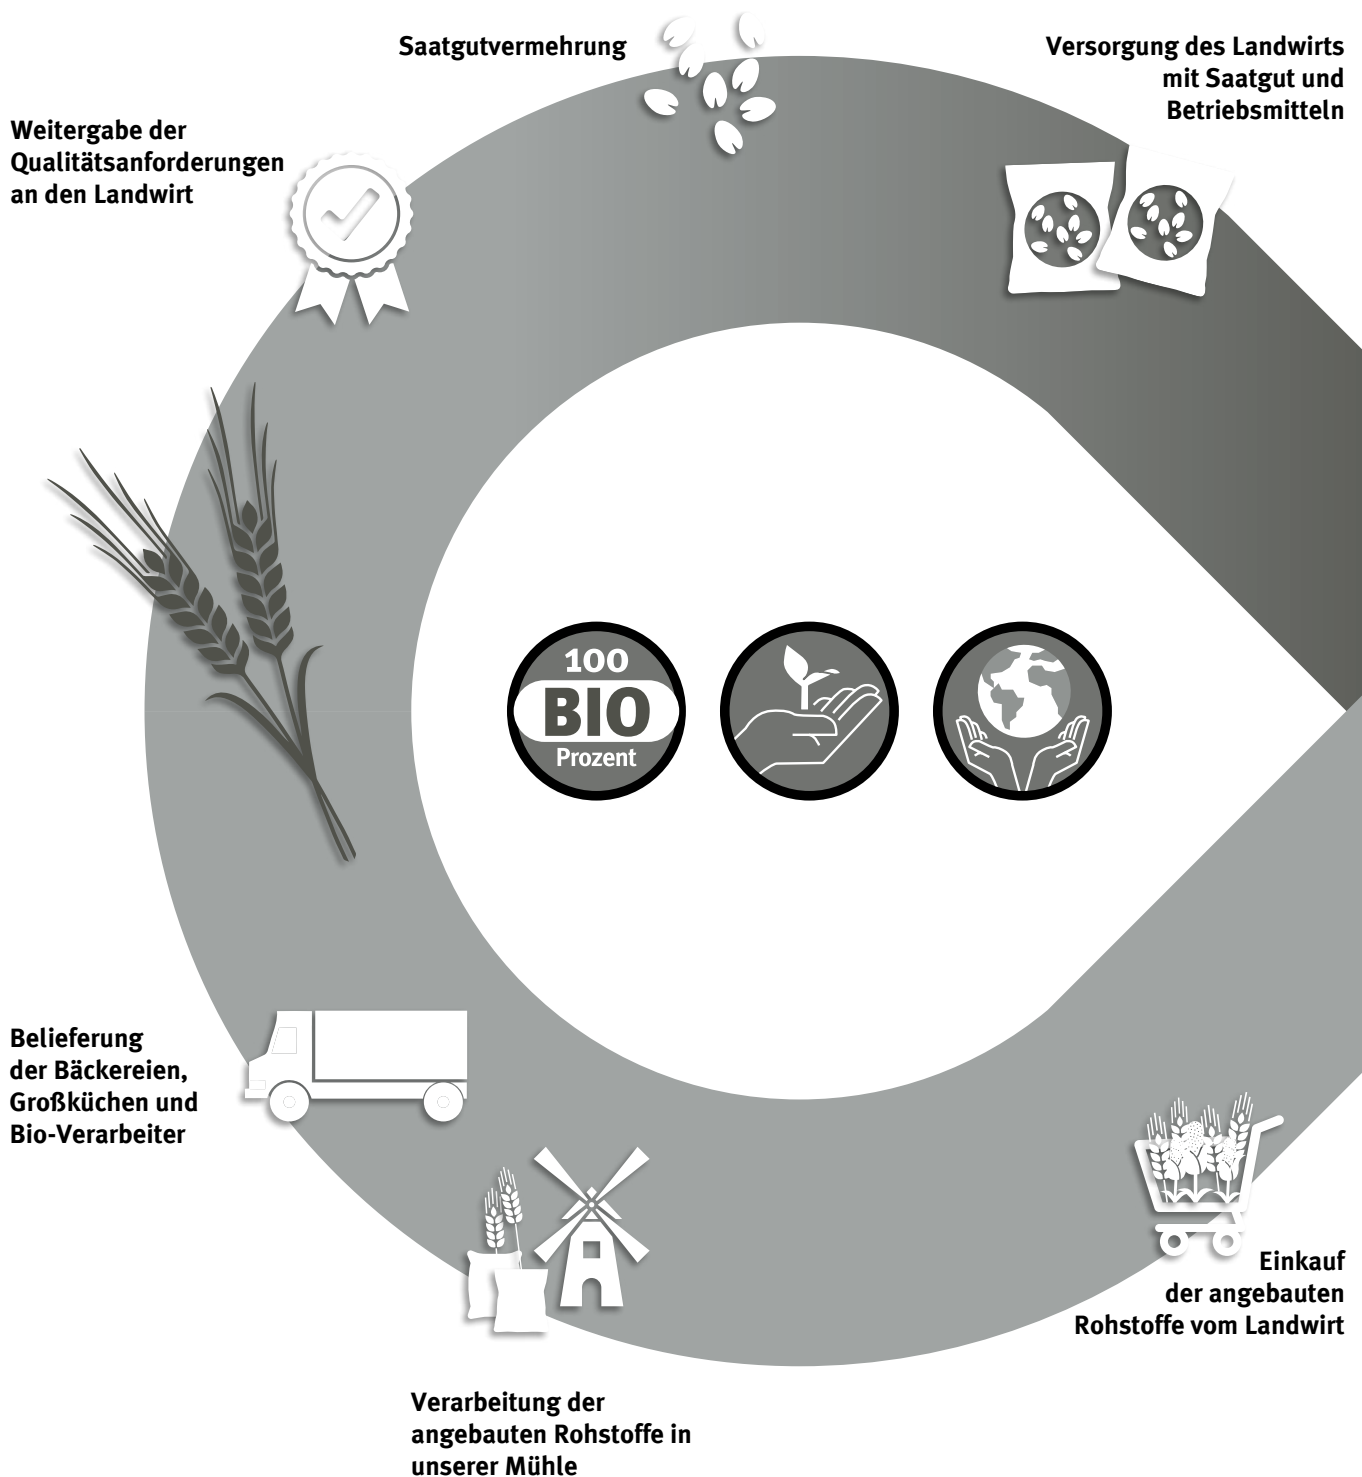 Saatgutvermehrung
Versorgung des Landwirts
mit Saatgut und
Betriebsmitteln
Weitergabe der
Qualitätsanforderungen
an den Landwirt
100
BIO
Prozent
Belieferung
der Bäckereien,
Großküchen und
Bio-Verarbeiter
Einkauf
der angebauten
Rohstoffe vom Landwirt
Verarbeitung der
angebauten Rohstoffe in
unserer Mühle